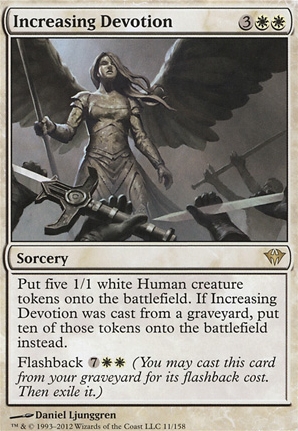 Increasing Devotion 3
Sorcery
Put five 1/1 white Human creature
tokens onto the battlefield. If Increasing
Devotion was cast from a graveyard, put
ten of those tokens onto the battlefield
instead.
Flashback 7 (You may cast this card
from your graveyard for its flashback cost.
Then exile it.)
Daniel Ljunggren
™ & © 1993–2012 Wizards of the Coast LLC 11/158